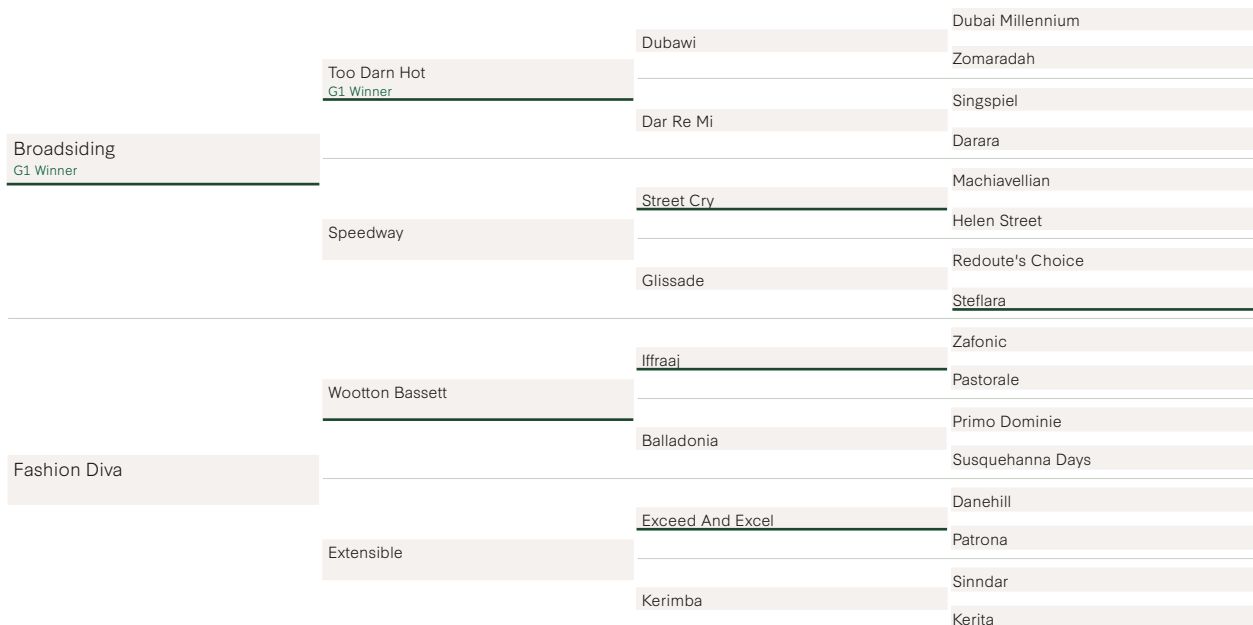 Broadsiding
G1 Winner
Fashion Diva
Too Darn Hot
G1 Winner
Speedway
Wootton Bassett
Extensible
Dubawi
Dar Re Mi
Street Cry
Glissade
Iffraaj
Balladonia
Exceed And Excel
Kerimba
Dubai Millennium
Zomaradah
Singspiel
Darara
Machiavellian
Helen Street
Redoute's Choice
Steflara
Zafonic
Pastorale
Primo Dominie
Susquehanna Days
Danehill
Patrona
Sinndar
Kerita